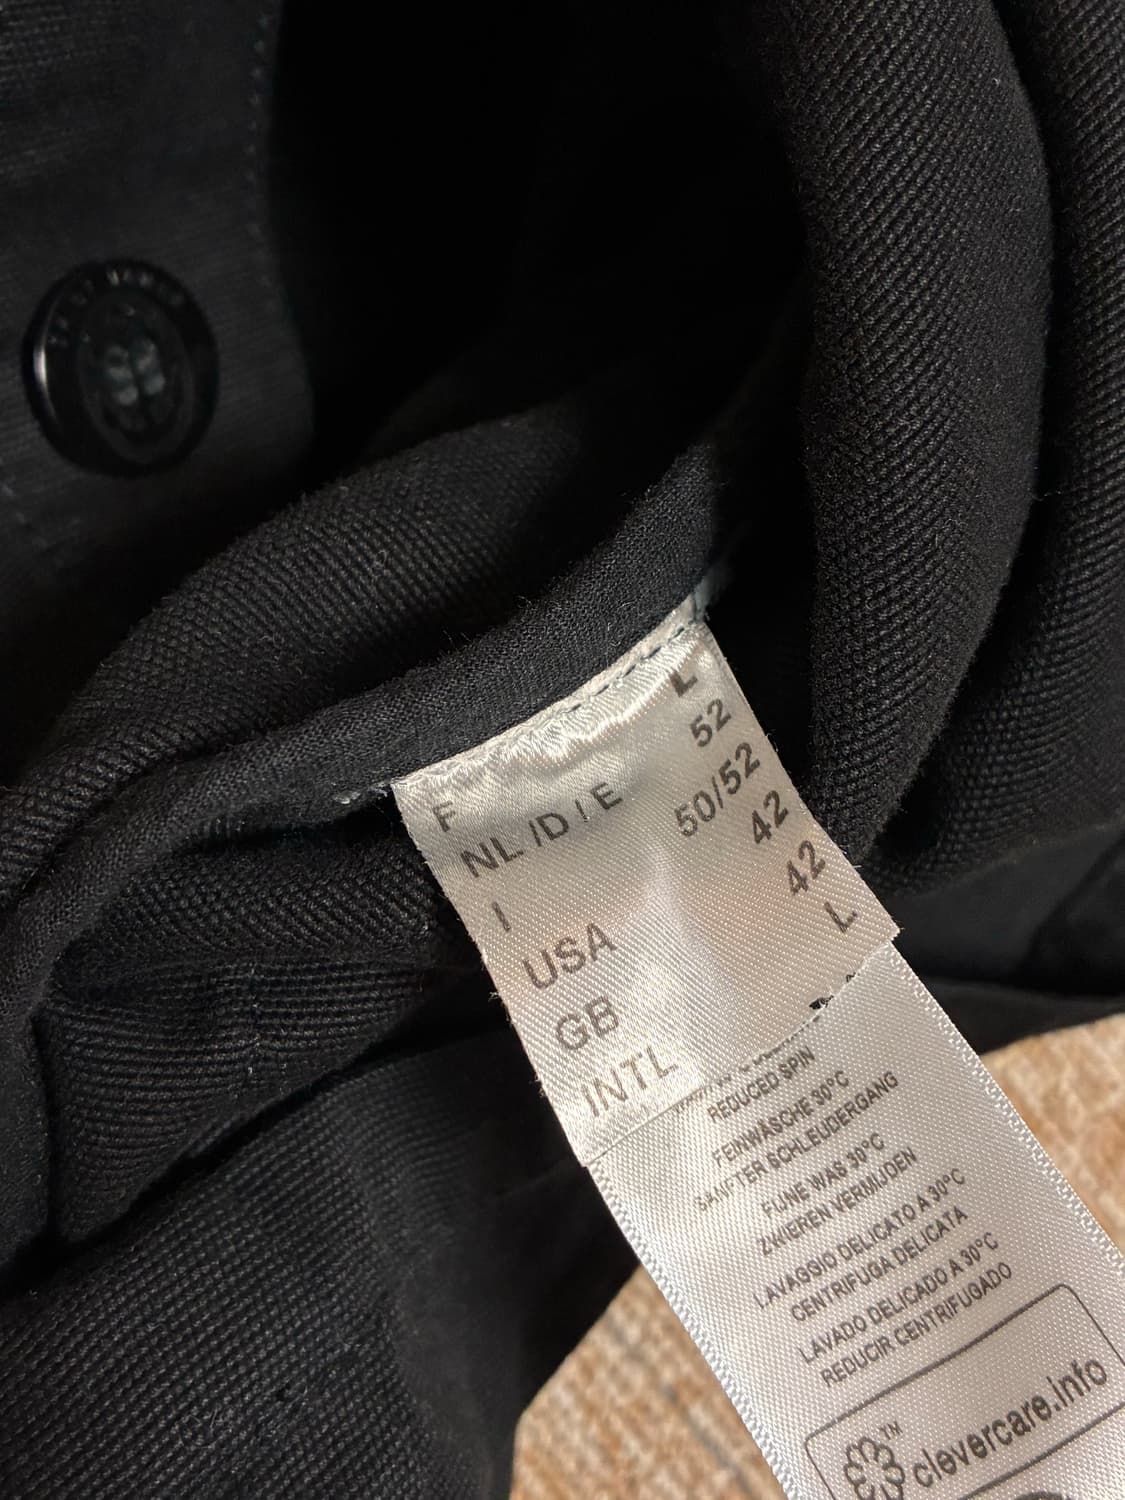 F L
NL/D/E 52
I 50/52
USA 42
GB 42
INTL L
REDUCED SPIN
FEINWÄSCHE 30°C
SANFTER SCHLEUDERGANG
FIJNE WAS 30°C
ZWIEREN VERMIJDEN
LAVAGGIO DELICATO A 30°C
CENTRIFUGA DELICATA
LAVADO DELICADO A 30°C
REDUCIR CENTRIFUGADO
™ clevercare.info